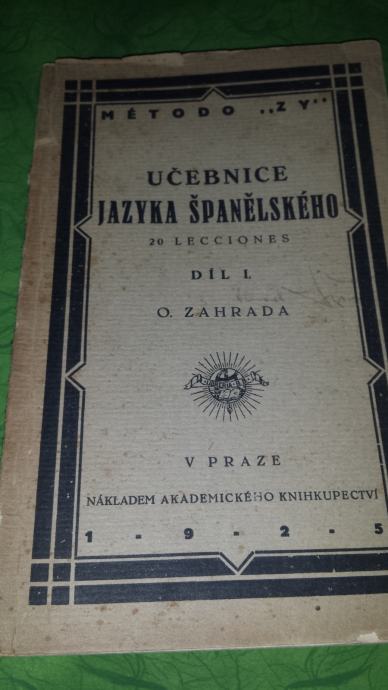 MÉTODO „ZY"
UČEBNICE
JAZYKA ŠPANĚLSKÉHO
20 LECCIONES
DÍL I.
O. ZAHRADA
V PRAZE
NÁKLADEM AKADEMICKÉHO KNIHKUPECTVÍ
1-9-2-5